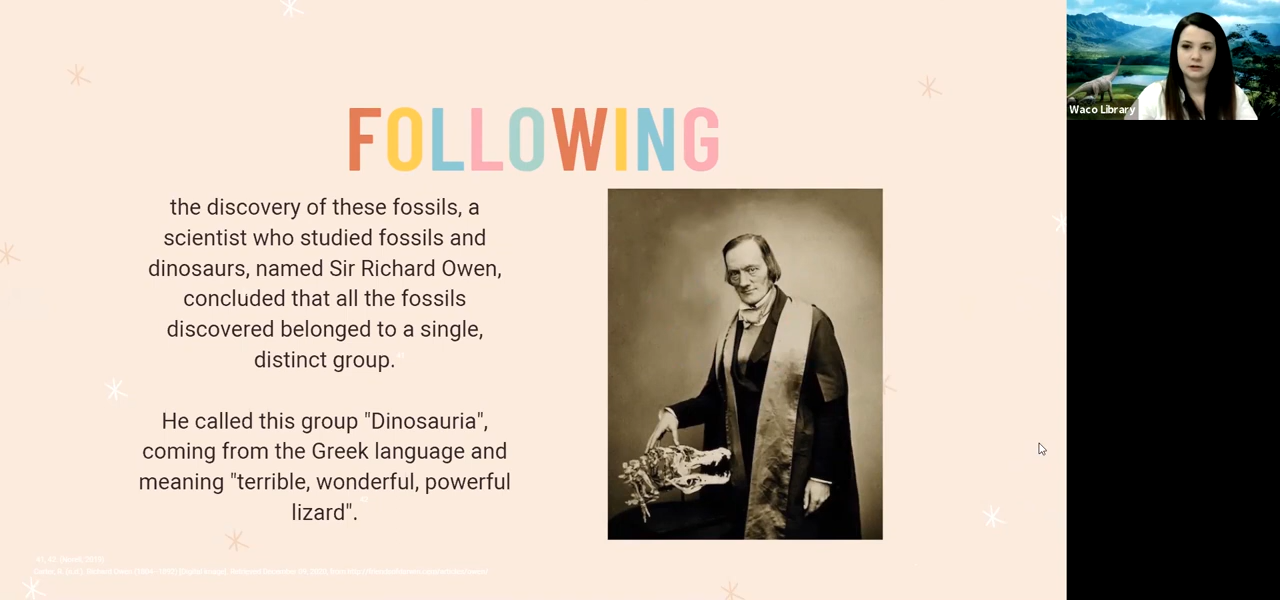 FOLLOWING
the discovery of these fossils, a
scientist who studied fossils and
dinosaurs, named Sir Richard Owen,
concluded that all the fossils
discovered belonged to a single,
distinct group.
He called this group "Dinosauria",
coming from the Greek language and
meaning "terrible, wonderful, powerful
lizard".
Waco Library